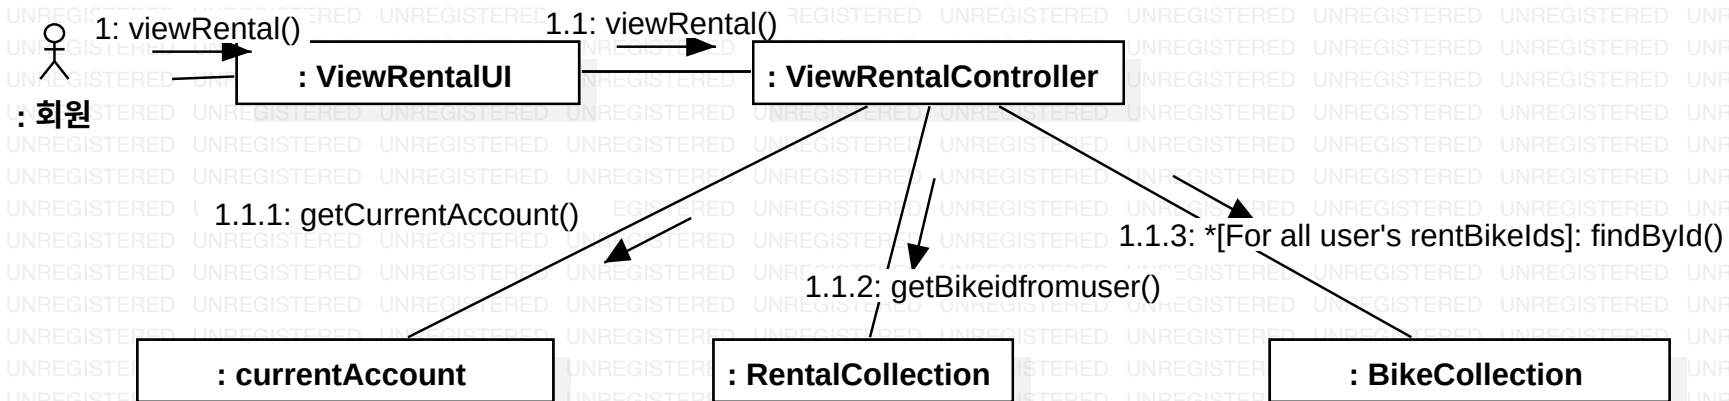 1: viewRental()
1.1: viewRental()
: ViewRentalUI
: ViewRentalController
: 회원
1.1.1: getCurrentAccount()
1.1.3: *[For all user's rentBikeIds]: findById()
1.1.2: getBikeidfromuser()
: currentAccount
: RentalCollection
: BikeCollection
UNREGISTERED